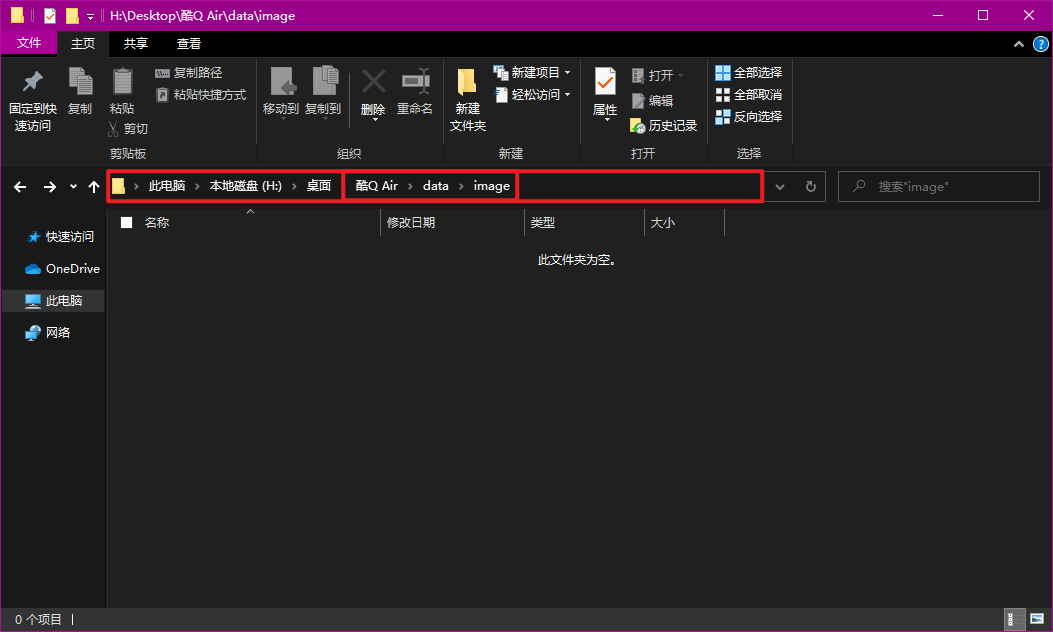 H:\Desktop\酷Q Air\data\image
文件 主页 共享 查看
固定到快
速访问
复制
粘贴
复制路径
粘贴快捷方式
剪切
剪贴板
移动到
复制到
删除
重命名
组织
新建
文件夹
新建项目
轻松访问
新建
属性
打开
编辑
历史记录
打开
全部选择
全部取消
反向选择
选择
此电脑 › 本地磁盘 (H:) › 桌面 › 酷Q Air › data › image
搜索"image"
名称 修改日期 类型 大小
此文件夹为空。
快速访问
OneDrive
此电脑
网络
0 个项目